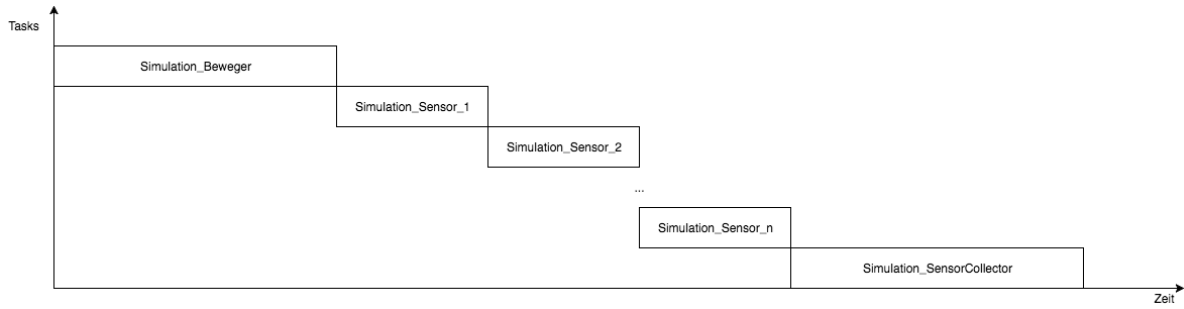 Tasks
Simulation_Beweger
Simulation_Sensor_1
Simulation_Sensor_2
...
Simulation_Sensor_n
Simulation_SensorCollector
Zeit